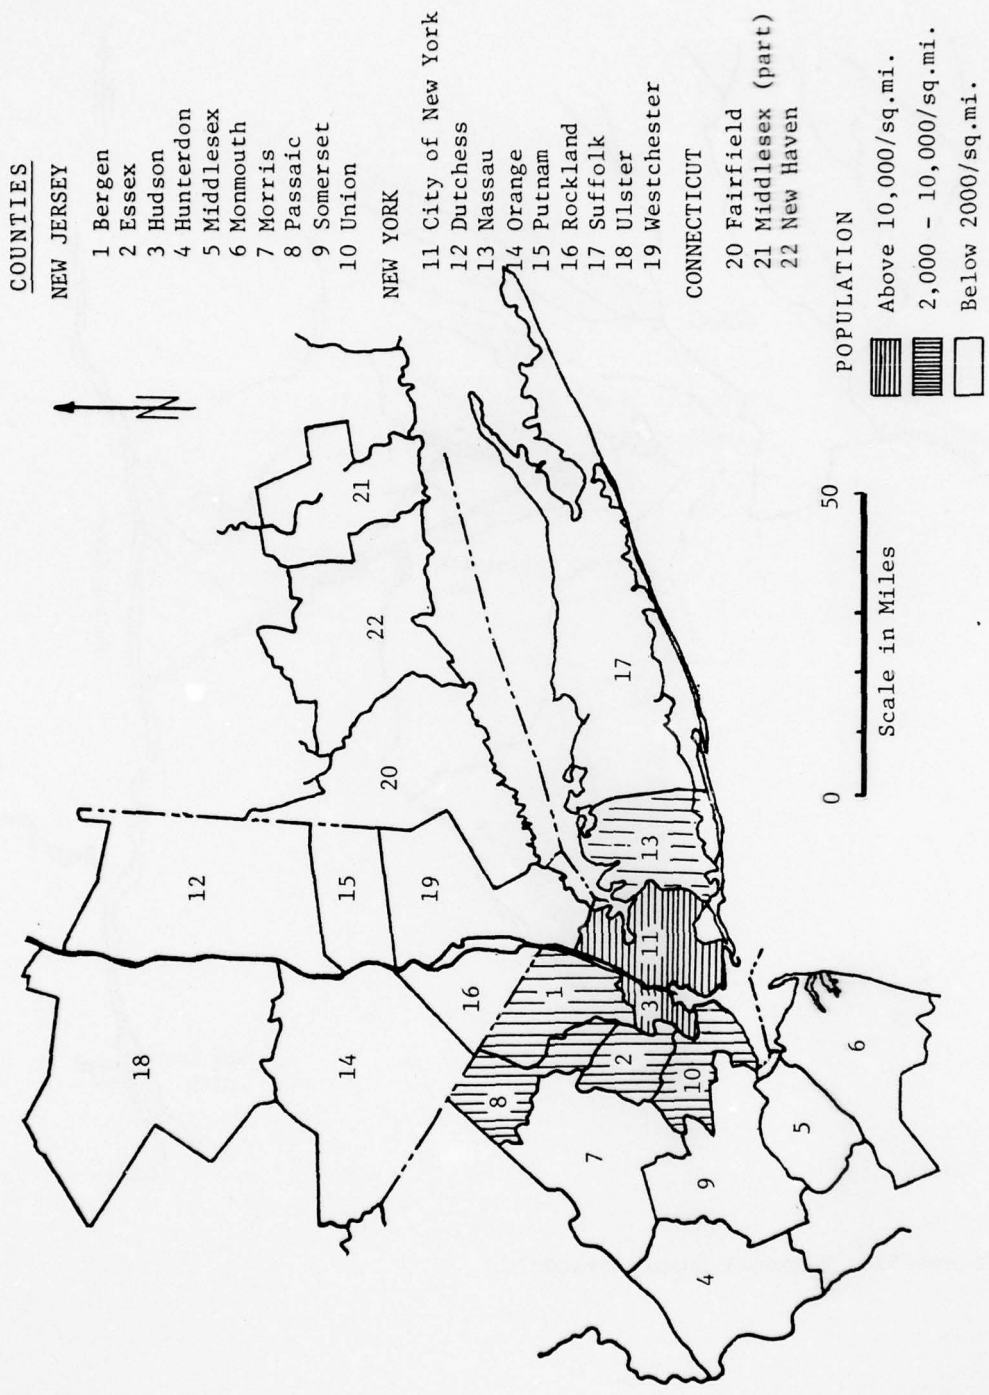 COUNTIES
NEW JERSEY
1 Bergen
2 Esssex
3 Hudson
4 Hunterdon
5 Middlesex
6 Monmouth
7 Morris
8 Passaic
9 Somerset
10 Union
NEW YORK
11 City of New York
12 Dutchess
13 Nassau
14 Orange
15 Putnam
16 Rockland
17 Suffolk
18 Ulster
19 Westchester
CONNECTICUT
20 Fairfield
21 Middlesex (part)
22 New Haven
POPULATION
Above 10,000/sq.mi.
2,000 - 10,000/sq.mi.
Below 2000/sq.mi.
N
18
12
14
15
16
19
20
22
21
8
1
7
2
3
11
13
17
10
9
4
5
6
0
50
Scale in Miles